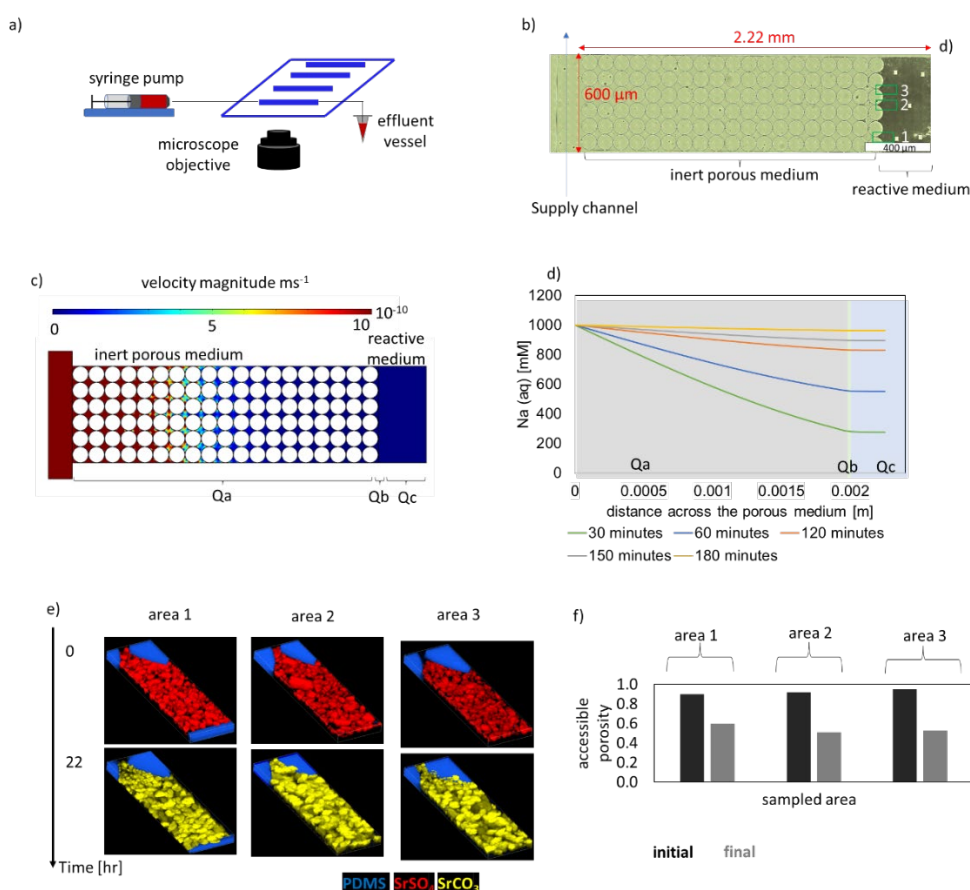 a)
syringe pump
microscope
objective
effluent
vessel
b)
2.22 mm
d)
600 µm
3
2
1
400 µm
inert porous medium
reactive medium
Supply channel
c)
velocity magnitude ms⁻¹
0
5
10
10⁻¹⁰
inert porous medium
reactive
medium
Qa
Qb
Qc
d)
Na (aq) [mM]
1200
1000
800
600
400
200
0
Qa
Qb
Qc
0
0.0005
0.001
0.0015
0.002
distance across the porous medium [m]
30 minutes
60 minutes
120 minutes
150 minutes
180 minutes
e)
area 1
area 2
area 3
0
22
Time [hr]
PDMS
SrSO₄
SrCO₃
f)
area 1
area 2
area 3
accessible
porosity
1.0
0.8
0.6
0.4
0.2
0.0
sampled area
initial
final